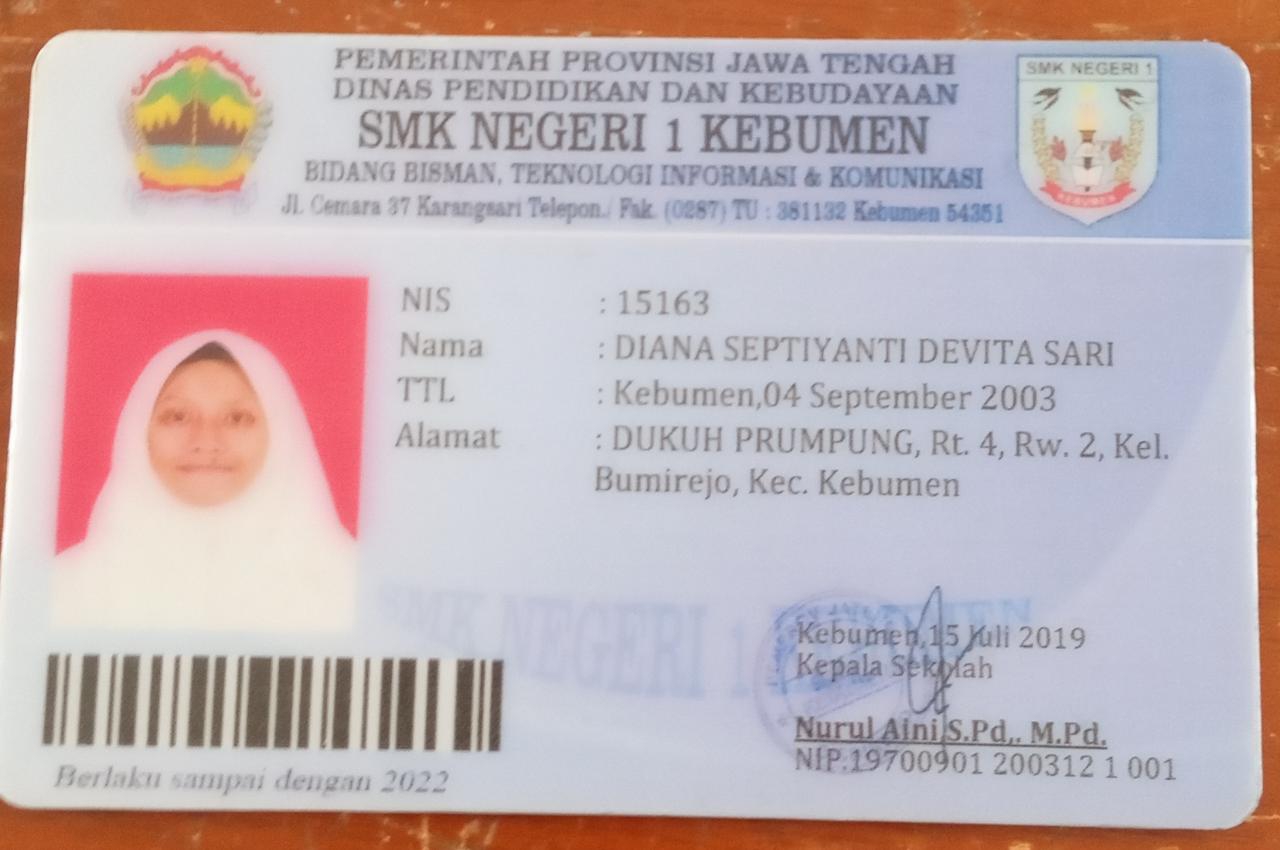 PEMERINTAH PROVINSI JAWA TENGAH
DINAS PENDIDIKAN DAN KEBUDAYAAN
SMK NEGERI 1 KEBUMEN
BIDANG BISMAN, TEKNOLOGI INFORMASI & KOMUNIKASI
Jl. Cemara 37 Karangsari Telepon./ Fak. (0287) TU : 381132 Kebumen 54351
SMK NEGERI 1
KEBUMEN
NIS : 15163
Nama : DIANA SEPTIYANTI DEVITA SARI
TTL : Kebumen,04 September 2003
Alamat : DUKUH PRUMPUNG, Rt. 4, Rw. 2, Kel.
Bumirejo, Kec. Kebumen
SMK NEGERI 1 KEBUMEN
Kebumen,15 Juli 2019
Kepala Sekolah
Nurul Aini,S.Pd,. M.Pd.
NIP.19700901 200312 1 001
Berlaku sampai dengan 2022